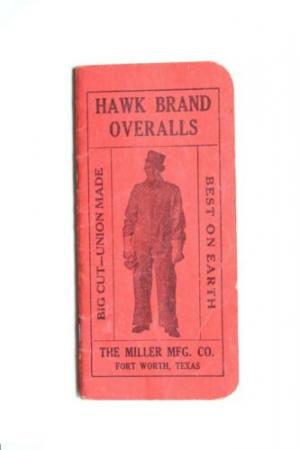 HAWK BRAND
OVERALLS
BIG CUT—UNION MADE
BEST ON EARTH
THE MILLER MFG. CO.
FORT WORTH, TEXAS